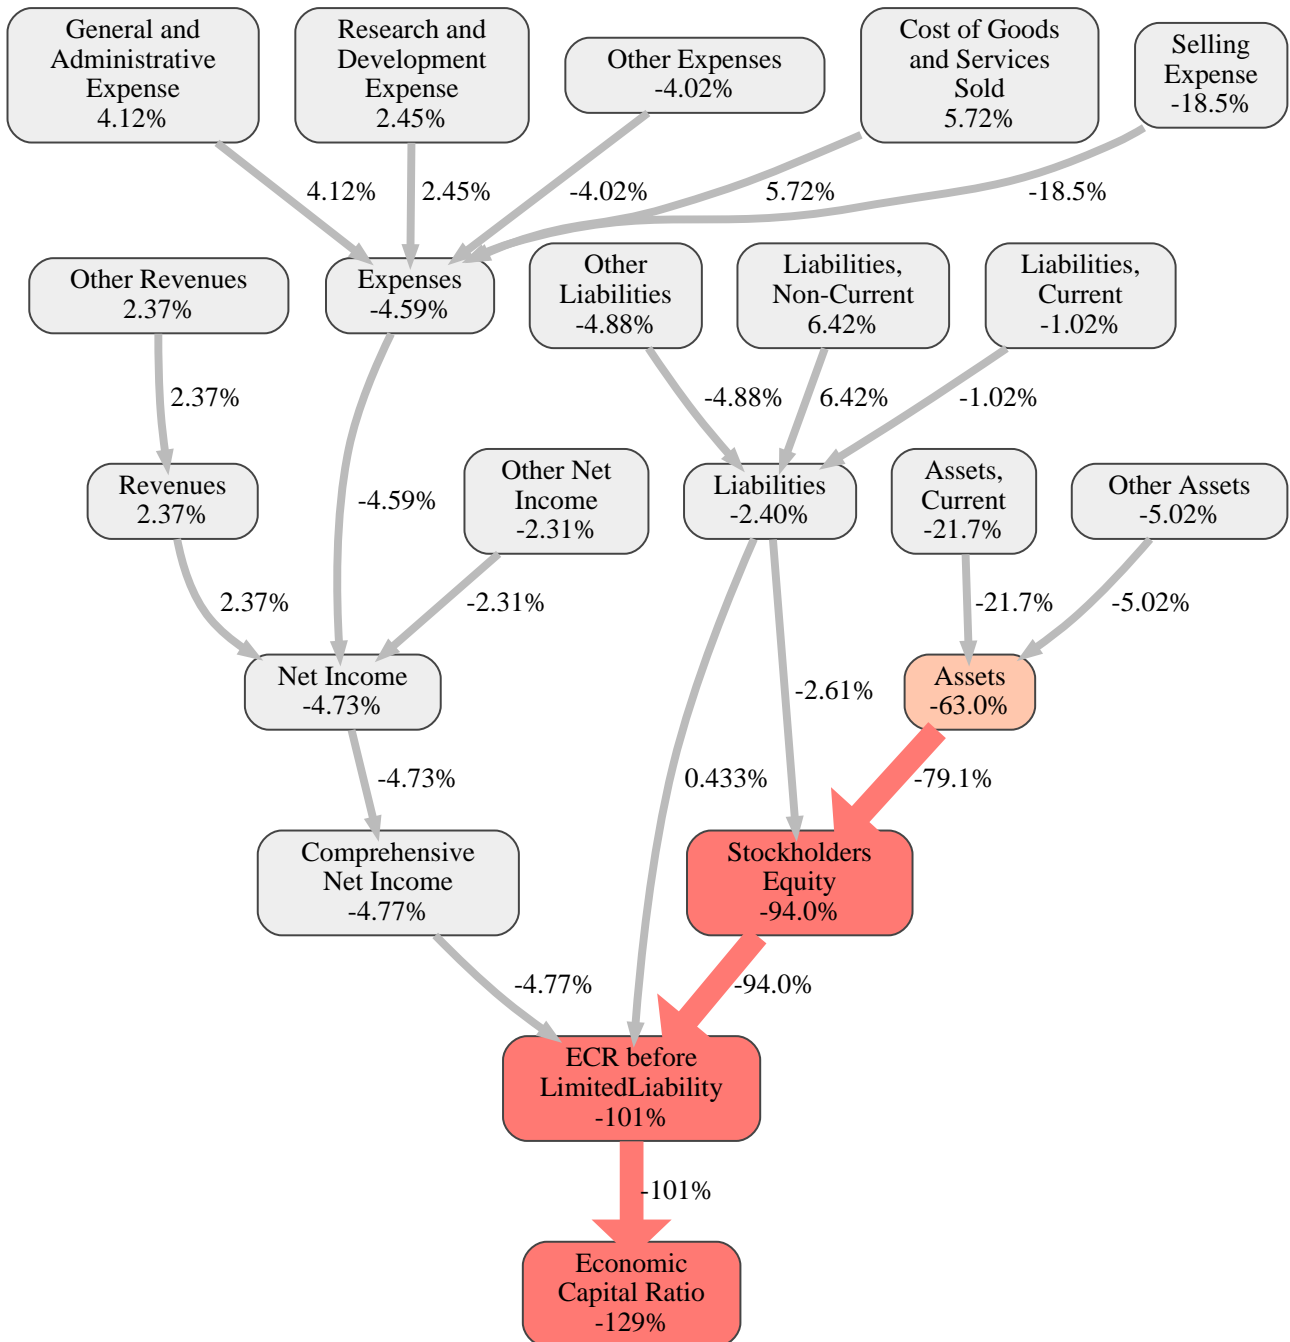 General and
Administrative
Expense
4.12%
Research and
Development
Expense
2.45%
Other Expenses
-4.02%
Cost of Goods
and Services
Sold
5.72%
Selling
Expense
-18.5%
4.12%
2.45%
-4.02%
5.72%
-18.5%
Other Revenues
2.37%
Expenses
-4.59%
Other
Liabilities
-4.88%
Liabilities,
Non-Current
6.42%
Liabilities,
Current
-1.02%
2.37%
-4.88%
6.42%
-1.02%
Revenues
2.37%
-4.59%
Other Net
Income
-2.31%
Liabilities
-2.40%
Assets,
Current
-21.7%
Other Assets
-5.02%
2.37%
-2.31%
-21.7%
-5.02%
Net Income
-4.73%
-2.61%
Assets
-63.0%
-4.73%
0.433%
-79.1%
Comprehensive
Net Income
-4.77%
Stockholders
Equity
-94.0%
-4.77%
-94.0%
ECR before
LimitedLiability
-101%
-101%
Economic
Capital Ratio
-129%